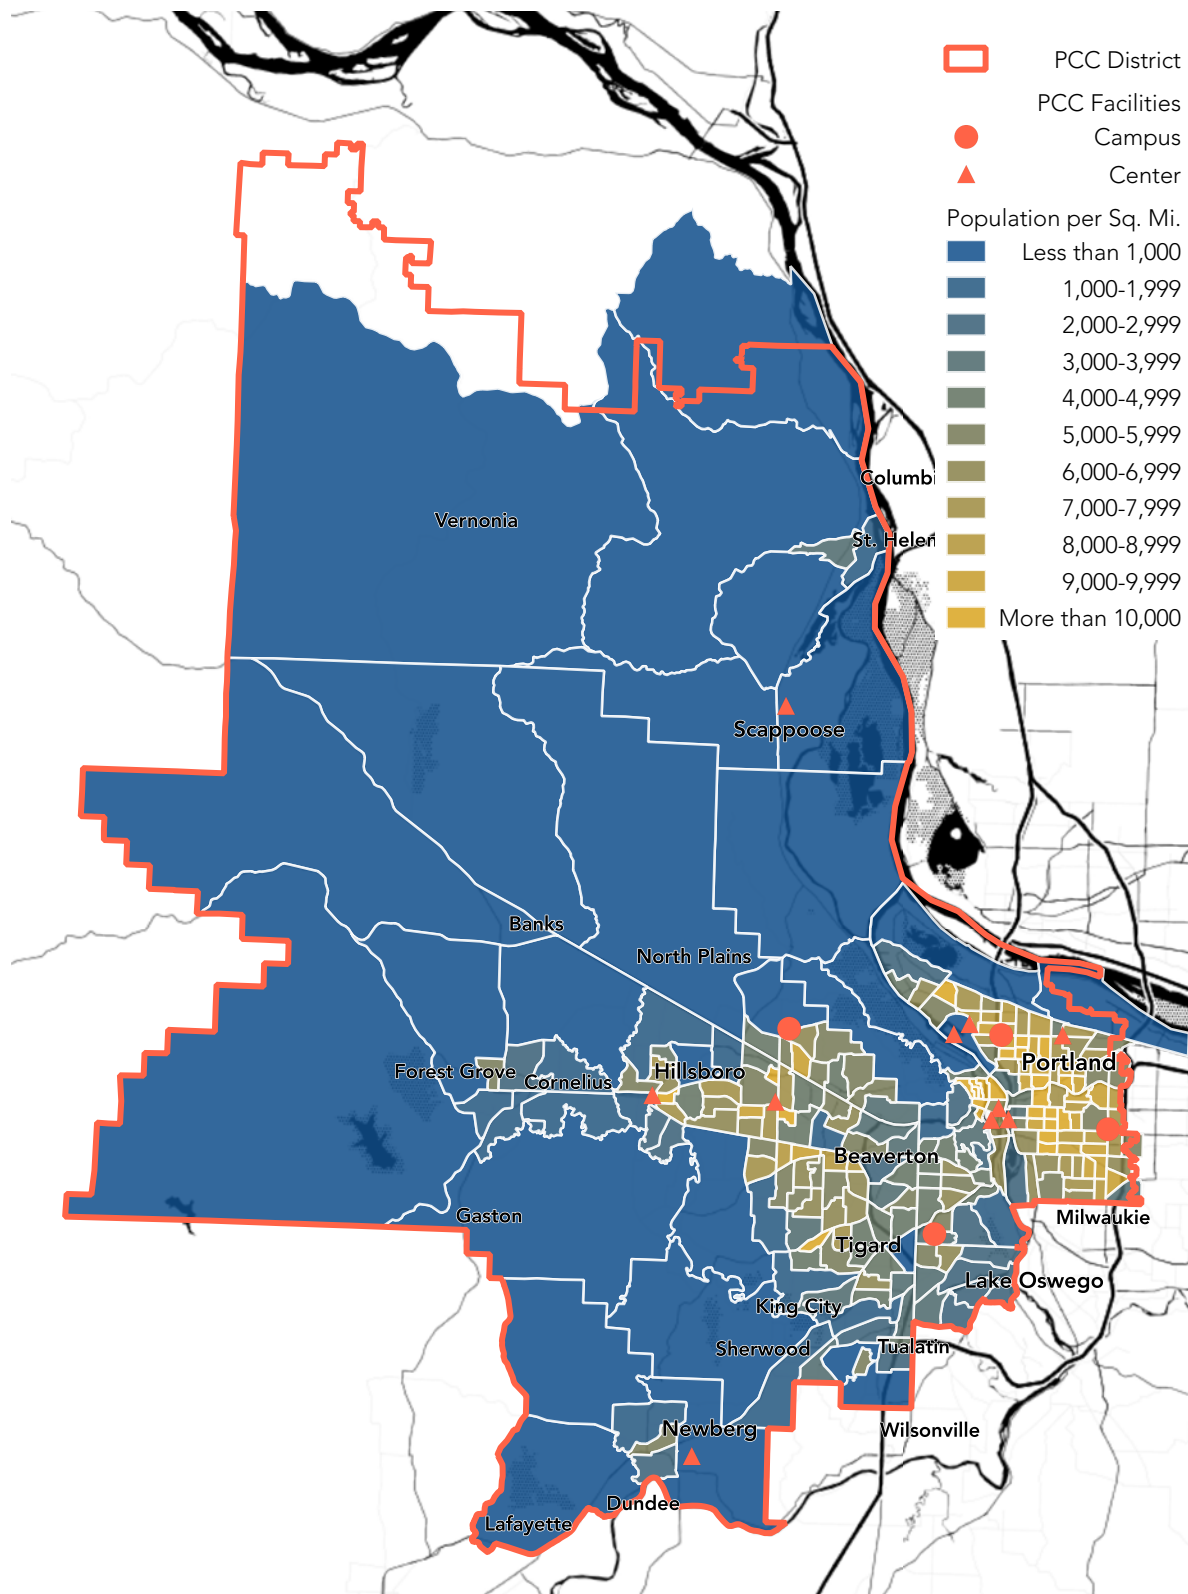 PCC District
PCC Facilities
Campus
Center
Population per Sq. Mi.
Less than 1,000
1,000-1,999
2,000-2,999
3,000-3,999
4,000-4,999
5,000-5,999
6,000-6,999
7,000-7,999
8,000-8,999
9,000-9,999
More than 10,000
Columbi
Vernonia
St. Helen
Scappoose
Banks
North Plains
Portland
Forest Grove
Hillsboro
Cornelius
Beaverton
Gaston
Milwaukie
Tigard
Lake Oswego
King City
Sherwood
Tualatin
Newberg
Wilsonville
Dundee
Lafayette